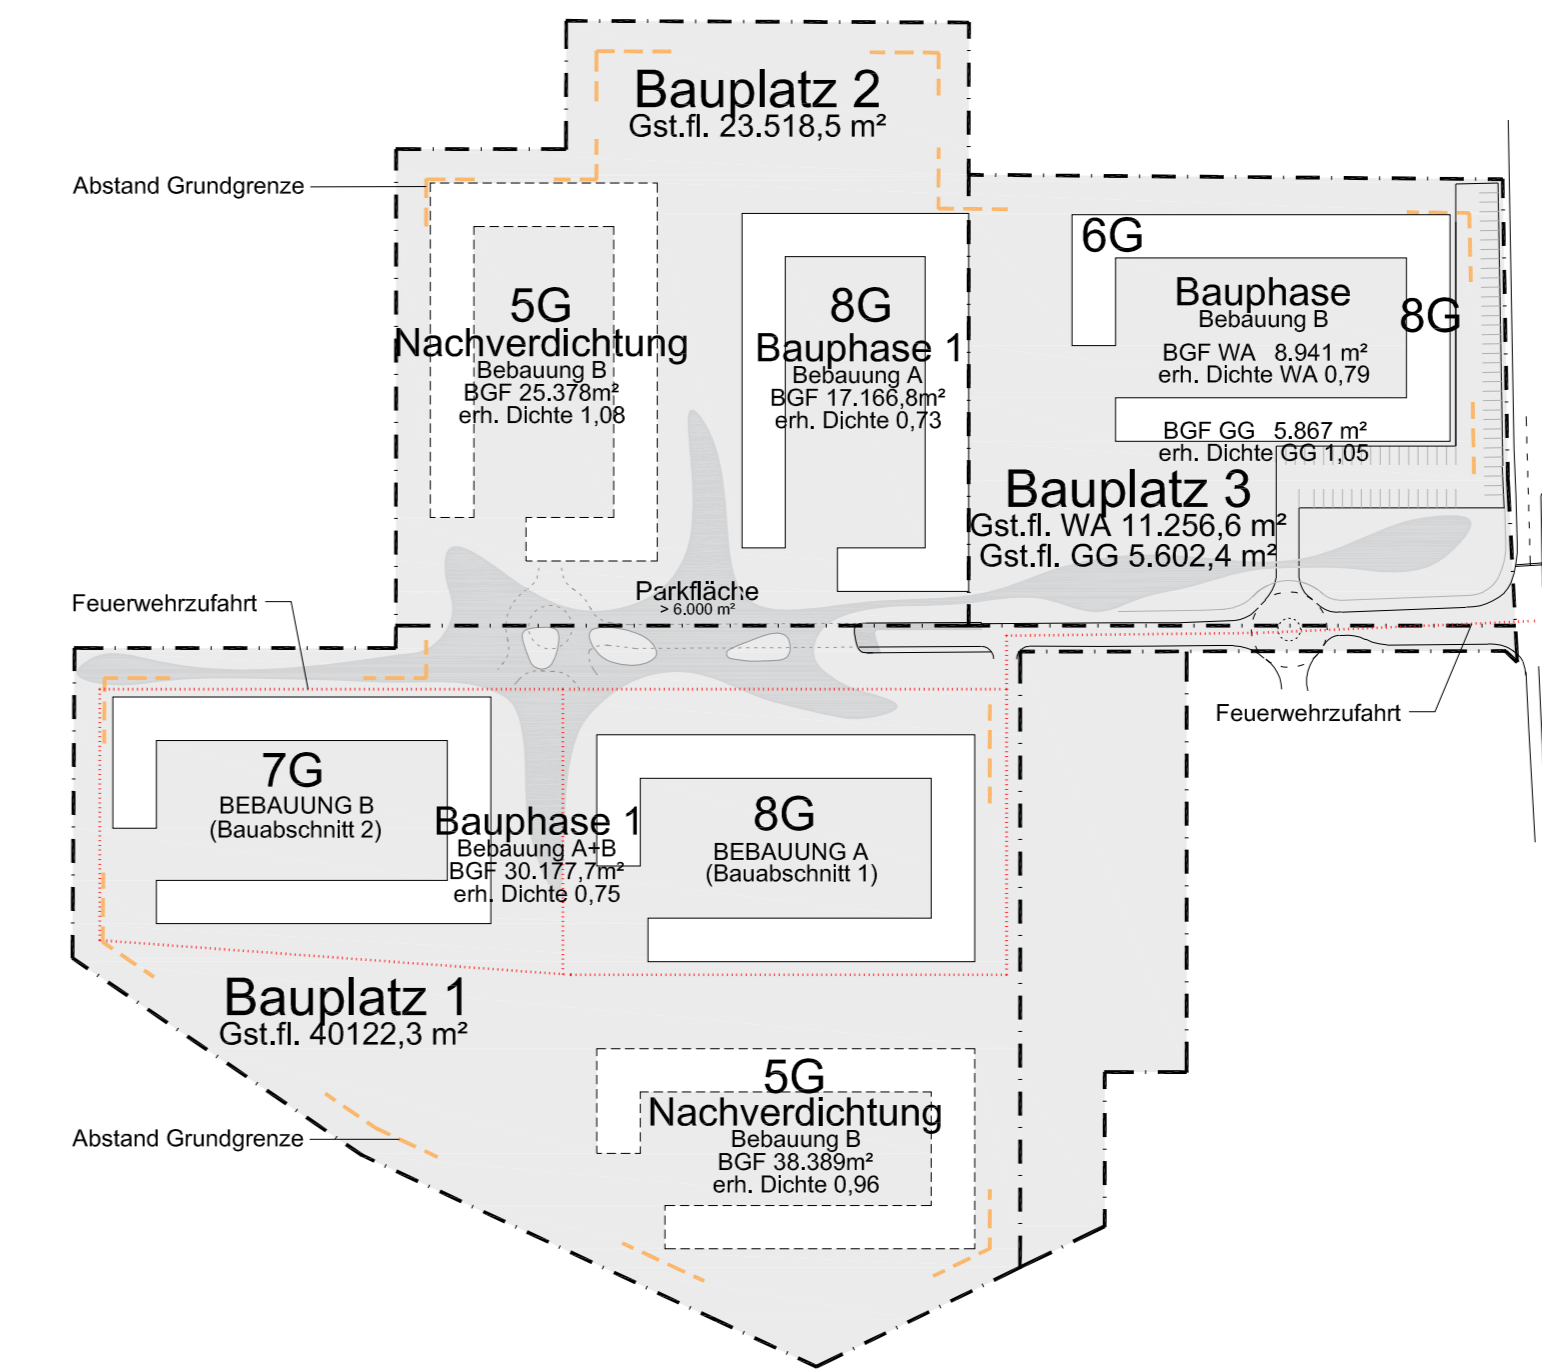 Bauplatz 2
Gst.fl. 23.518,5 m²
Abstand Grundgrenze
5G
Nachverdichtung
Bebauung B
BGF 25.378m²
erh. Dichte 1,08
8G
Bauphase 1
Bebauung A
BGF 17.166,8m²
erh. Dichte 0,73
6G
Bauphase
Bebauung B
8G
BGF WA 8.941 m²
erh. Dichte WA 0,79
BGF GG 5.867 m²
erh. Dichte GG 1,05
Bauplatz 3
Gst.fl. WA 11.256,6 m²
Gst.fl. GG 5.602,4 m²
Parkfläche
> 6.000 m²
Feuerwehrzufahrt
Feuerwehrzufahrt
7G
BEBAUUNG B
(Bauabschnitt 2)
Bauphase 1
Bebauung A+B
BGF 30.177,7m²
erh. Dichte 0,75
8G
BEBAUUNG A
(Bauabschnitt 1)
Bauplatz 1
Gst.fl. 40122,3 m²
Abstand Grundgrenze
5G
Nachverdichtung
Bebauung B
BGF 38.389m²
erh. Dichte 0,96